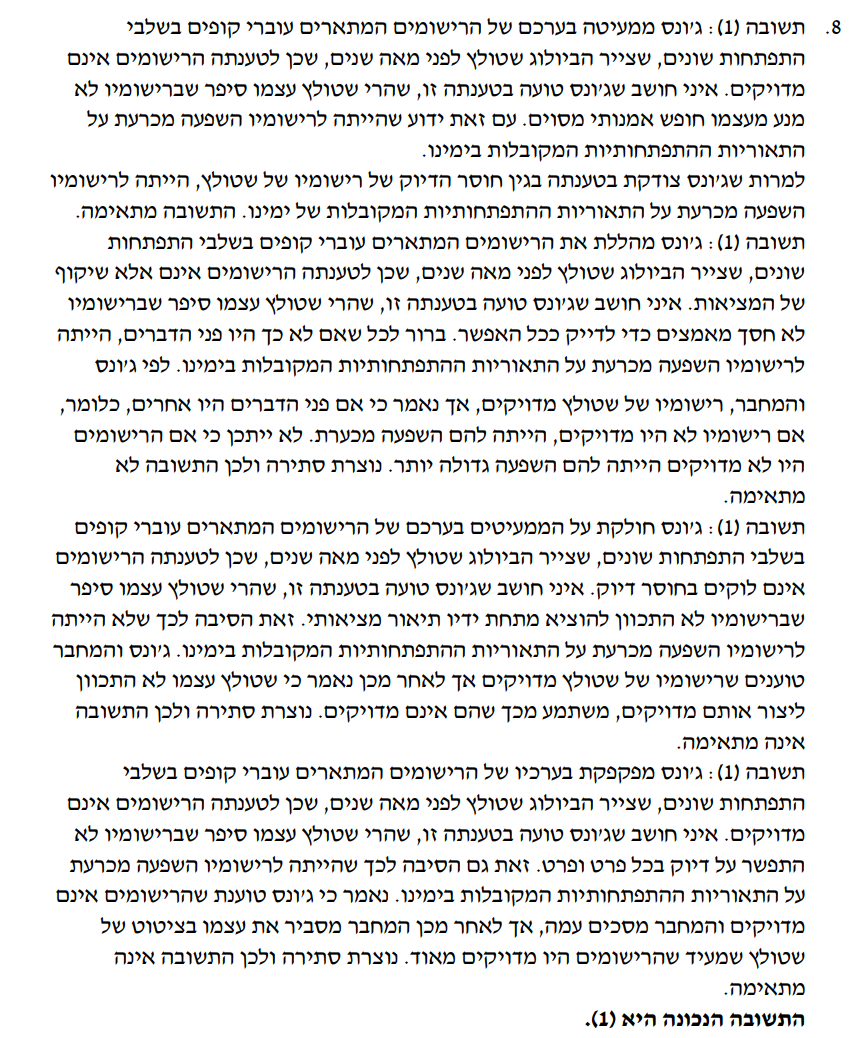 8. תשובה (1): ג'ונס ממעיטה בערכם של הרישומים המתארים עוברי קופים בשלבי
התפתחות שונים, שצייר הביולוג שטולץ לפני מאה שנים, שכן לטענתה הרישומים אינם
מדויקים. איני חושב שג'ונס טועה בטענתה זו, שהרי שטולץ עצמו סיפר שברישומיו לא
מנע מעצמו חופש אמנותי מסוים. עם זאת ידוע שהייתה לרישומיו השפעה מכרעת על
התאוריות ההתפתחותיות המקובלות בימינו.
למרות שג'ונס צודקת בטענתה בגין חוסר הדיוק של רישומיו של שטולץ, הייתה לרישומיו
השפעה מכרעת על התאוריות ההתפתחותיות המקובלות של ימינו. התשובה מתאימה.
תשובה (1): ג'ונס מהללת את הרישומים המתארים עוברי קופים בשלבי התפתחות
שונים, שצייר הביולוג שטולץ לפני מאה שנים, שכן לטענתה הרישומים אינם אלא שיקוף
של המציאות. איני חושב שג'ונס טועה בטענתה זו, שהרי שטולץ עצמו סיפר שברישומיו
לא חסך מאמצים כדי לדייק ככל האפשר. ברור לכל שאם לא כך היו פני הדברים, הייתה
לרישומיו השפעה מכרעת על התאוריות ההתפתחותיות המקובלות בימינו. לפי ג'ונס
והמחבר, רישומיו של שטולץ מדויקים, אך נאמר כי אם פני הדברים היו אחרים, כלומר,
אם רישומיו לא היו מדויקים, הייתה להם השפעה מכערת. לא ייתכן כי אם הרישומים
היו לא מדויקים הייתה להם השפעה גדולה יותר. נוצרת סתירה ולכן התשובה לא
מתאימה.
תשובה (1): ג'ונס חולקת על הממעיטים בערכם של הרישומים המתארים עוברי קופים
בשלבי התפתחות שונים, שצייר הביולוג שטולץ לפני מאה שנים, שכן לטענתה הרישומים
אינם לוקים בחוסר דיוק. איני חושב שג'ונס טועה בטענתה זו, שהרי שטולץ עצמו סיפר
שברישומיו לא התכוון להוציא מתחת ידיו תיאור מציאותי. זאת הסיבה לכך שלא הייתה
לרישומיו השפעה מכרעת על התאוריות ההתפתחותיות המקובלות בימינו. ג'ונס והמחבר
טוענים שרישומיו של שטולץ מדויקים אך לאחר מכן נאמר כי שטולץ עצמו לא התכוון
ליצור אותם מדויקים, משתמע מכך שהם אינם מדויקים. נוצרת סתירה ולכן התשובה
אינה מתאימה.
תשובה (1): ג'ונס מפקפקת בערכיו של הרישומים המתארים עוברי קופים בשלבי
התפתחות שונים, שצייר הביולוג שטולץ לפני מאה שנים, שכן לטענתה הרישומים אינם
מדויקים. איני חושב שג'ונס טועה בטענתה זו, שהרי שטולץ עצמו סיפר שברישומיו לא
התפשר על דיוק בכל פרט ופרט. זאת גם הסיבה לכך שהייתה לרישומיו השפעה מכרעת
על התאוריות ההתפתחותיות המקובלות בימינו. נאמר כי ג'ונס טוענת שהרישומים אינם
מדויקים והמחבר מסכים עמה, אך לאחר מכן המחבר מסביר את עצמו בציטוט של
שטולץ שמעיד שהרישומים היו מדויקים מאוד. נוצרת סתירה ולכן התשובה אינה
מתאימה.
התשובה הנכונה היא (1).